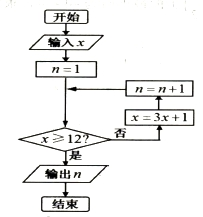 开始
输入x
n=1
n=n+1
x=3x+1
x≥12?
否
是
输出n
结束